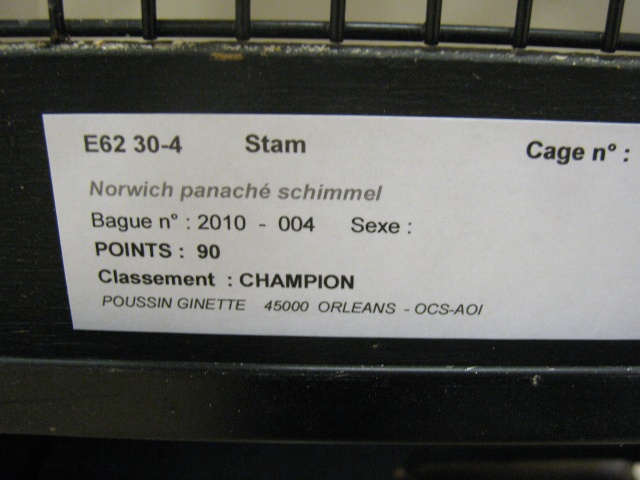 E62 30-4 Stam Cage n° :
Norwich panaché schimmel
Bague n° : 2010 - 004 Sexe :
POINTS : 90
Classement : CHAMPION
POUSSIN GINETTE 45000 ORLEANS - OCS-AOI